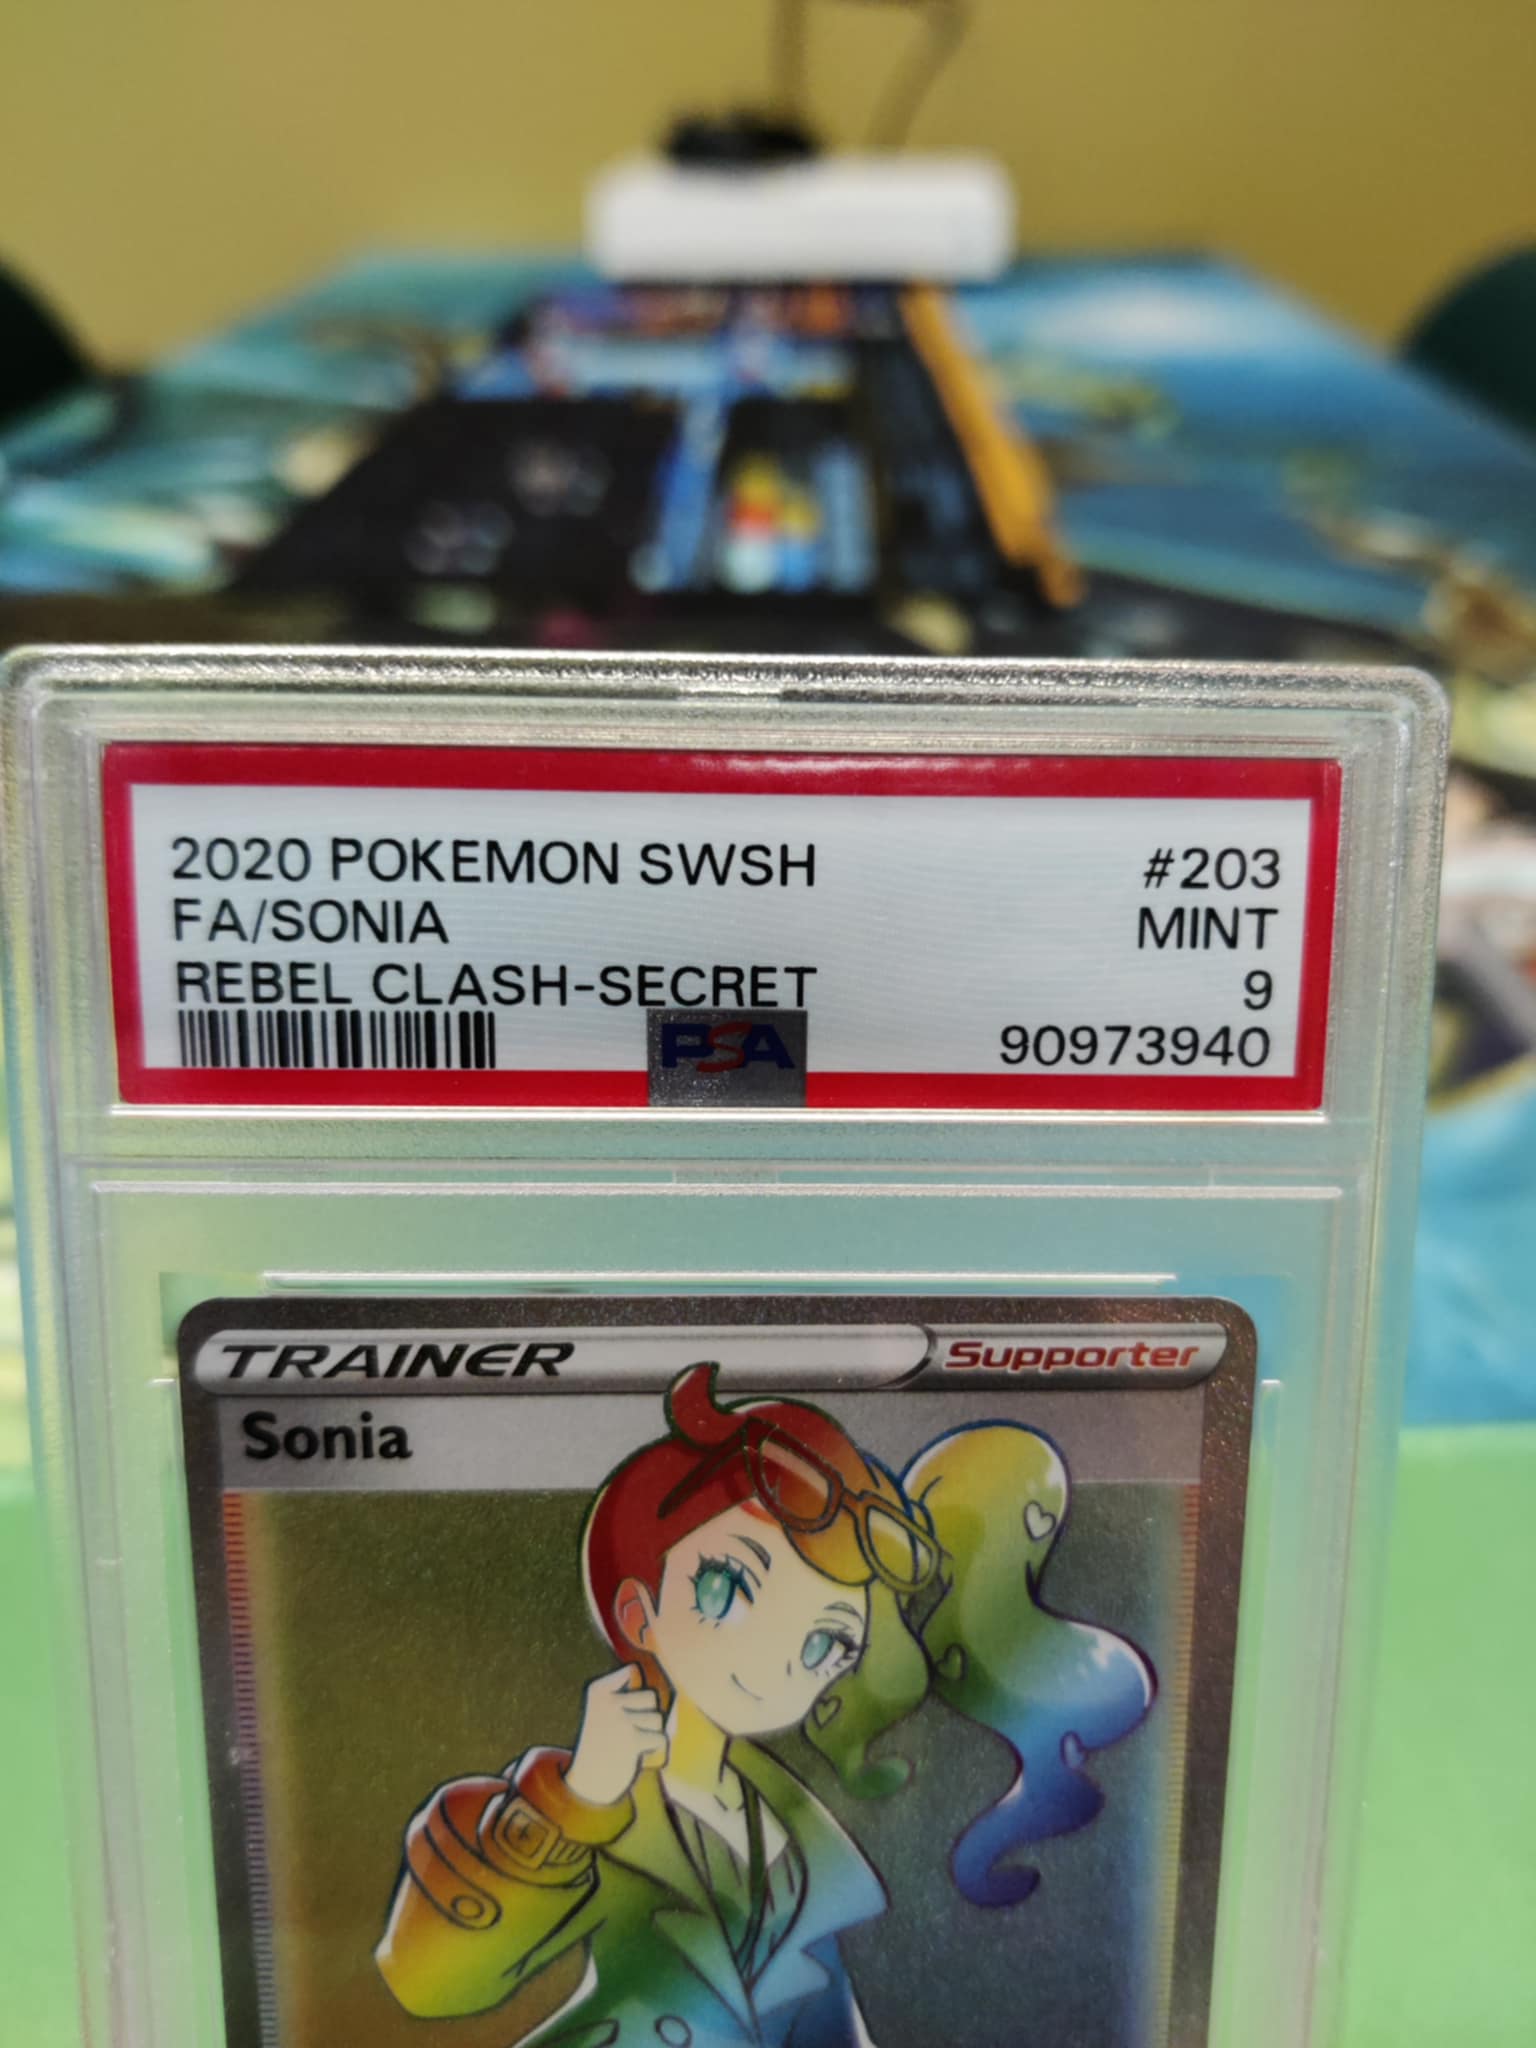 2020 POKEMON SWSH #203
FA/SONIA MINT
REBEL CLASH-SECRET 9
PSA 90973940
TRAINER Supporter
Sonia